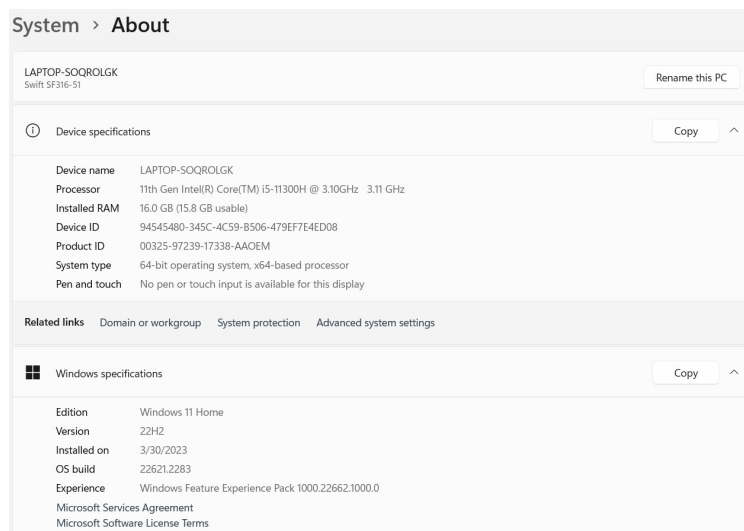 System > About
LAPTOP-SOQROLGK
Swift SF316-51
Rename this PC
Device specifications
Copy
Device name LAPTOP-SOQROLGK
Processor 11th Gen Intel(R) Core(TM) i5-11300H @ 3.10GHz 3.11 GHz
Installed RAM 16.0 GB (15.8 GB usable)
Device ID 94545480-345C-4C59-B506-479EF7E4ED08
Product ID 00325-97239-17338-AAOEM
System type 64-bit operating system, x64-based processor
Pen and touch No pen or touch input is available for this display
Related links Domain or workgroup System protection Advanced system settings
Windows specifications
Copy
Edition Windows 11 Home
Version 22H2
Installed on 3/30/2023
OS build 22621.2283
Experience Windows Feature Experience Pack 1000.22662.1000.0
Microsoft Services Agreement
Microsoft Software License Terms